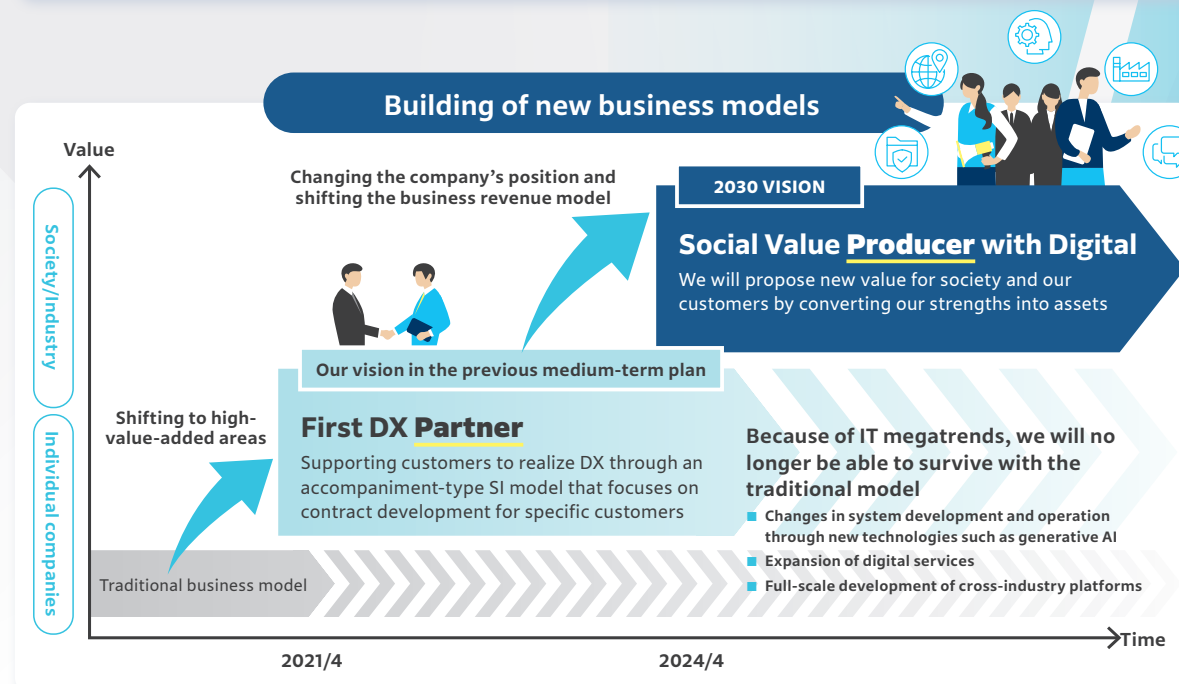 Building of new business models
Value
Society/Industry
Individual companies
Changing the company's position and
shifting the business revenue model
2030 VISION
Social Value Producer with Digital
We will propose new value for society and our
customers by converting our strengths into assets
Our vision in the previous medium-term plan
Shifting to high-
value-added areas
First DX Partner
Supporting customers to realize DX through an
accompaniment-type SI model that focuses on
contract development for specific customers
Because of IT megatrends, we will no
longer be able to survive with the
traditional model
Changes in system development and operation
through new technologies such as generative AI
Expansion of digital services
Full-scale development of cross-industry platforms
Traditional business model
Time
2021/4
2024/4